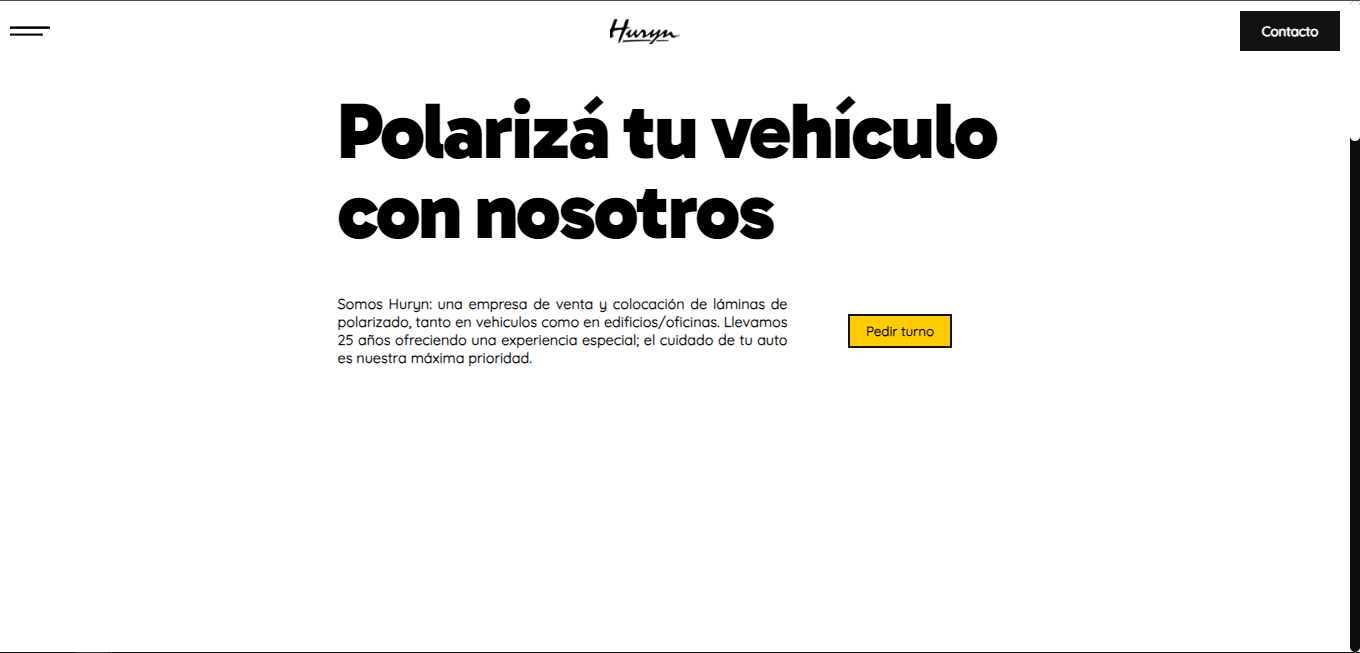 Huryn
Contacto
Polarizá tu vehículo
con nosotros
Somos Huryn: una empresa de venta y colocación de láminas de
polarizado, tanto en vehiculos como en edificios/oficinas. Llevamos
25 años ofreciendo una experiencia especial; el cuidado de tu auto
es nuestra máxima prioridad.
Pedir turno